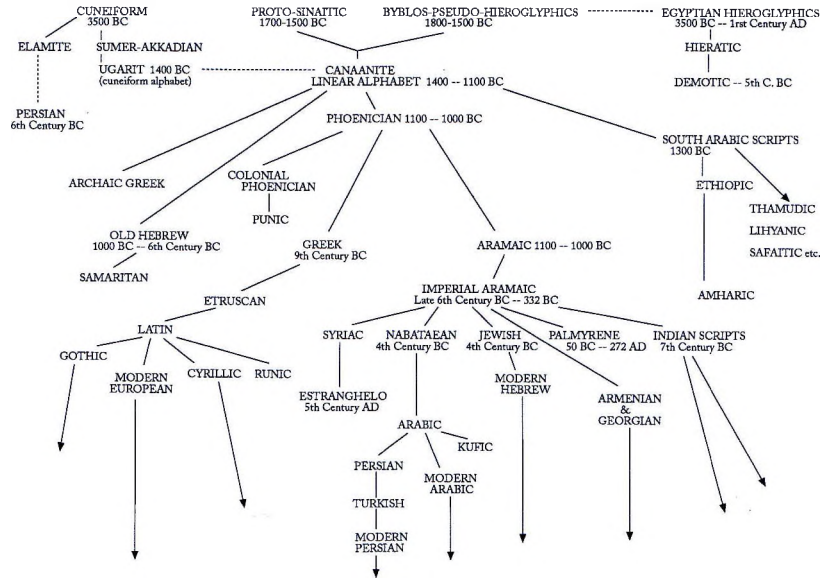 CUNEIFORM
3500 BC
PROTO-SINAITIC
1700-1500 BC
BYBLOS-PSEUDO-HIEROGLYPHICS
1800-1500 BC
EGYPTIAN HIEROGLYPHICS
3500 BC -- 1rst Century AD
ELAMITE
SUMER-AKKADIAN
HIERATIC
UGARIT 1400 BC
(cuneiform alphabet)
CANAANITE
LINEAR ALPHABET 1400 -- 1100 BC
DEMOTIC -- 5th C. BC
PERSIAN
6th Century BC
PHOENICIAN 1100 -- 1000 BC
SOUTH ARABIC SCRIPTS
1300 BC
ARCHAIC GREEK
COLONIAL
PHOENICIAN
ETHIOPIC
PUNIC
THAMUDIC
LIHYANIC
SAFAITIC etc.
OLD HEBREW
1000 BC -- 6th Century BC
GREEK
9th Century BC
ARAMAIC 1100 -- 1000 BC
SAMARITAN
ETRUSCAN
IMPERIAL ARAMAIC
Late 6th Century BC -- 332 BC
AMHARIC
LATIN
SYRIAC
NABATAEAN
4th Century BC
JEWISH
4th Century BC
PALMYRENE
50 BC -- 272 AD
INDIAN SCRIPTS
7th Century BC
GOTHIC
MODERN
EUROPEAN
CYRILLIC
RUNIC
ESTRANGHELO
5th Century AD
MODERN
HEBREW
ARMENIAN
&
GEORGIAN
ARABIC
KUFIC
PERSIAN
MODERN
ARABIC
TURKISH
MODERN
PERSIAN